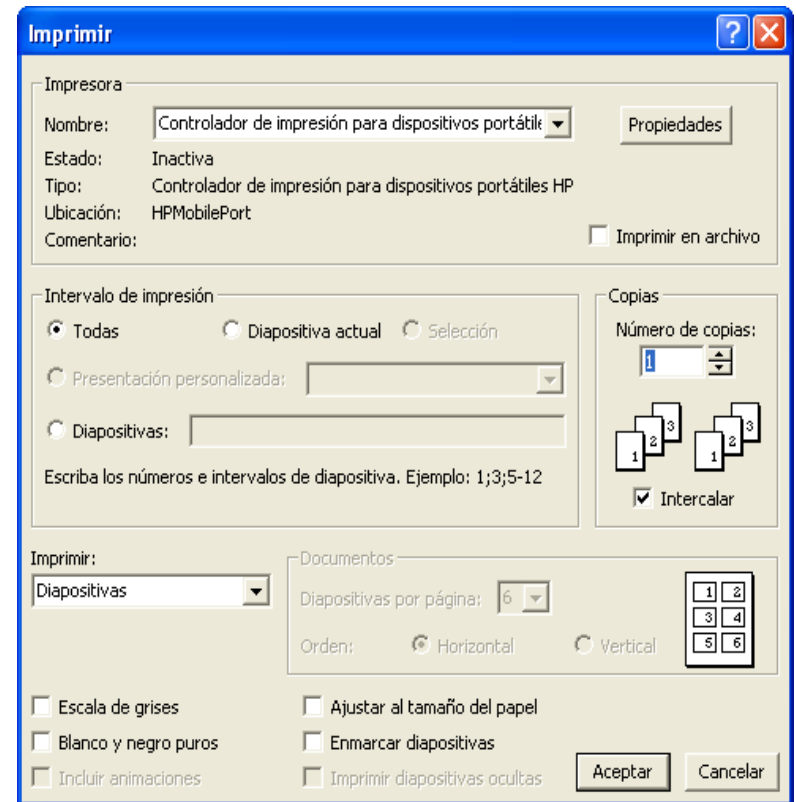 Imprimir
Impresora
Nombre: Controlador de impresión para dispositivos portátile Propiedades
Estado: Inactiva
Tipo: Controlador de impresión para dispositivos portátiles HP
Ubicación: HPMobilePort
Comentario: Imprimir en archivo
Intervalo de impresión
Todas Diapositiva actual Selección
Presentación personalizada:
Diapositivas:
Escriba los números e intervalos de diapositiva. Ejemplo: 1;3;5-12
Copias
Número de copias:
1
1 2 3 1 2 3
Intercalar
Imprimir:
Diapositivas
Documentos
Diapositivas por página: 6
Orden: Horizontal Vertical
1 2
3 4
5 6
Escala de grises Ajustar al tamaño del papel
Blanco y negro puros Enmarcar diapositivas
Incluir animaciones Imprimir diapositivas ocultas
Aceptar Cancelar